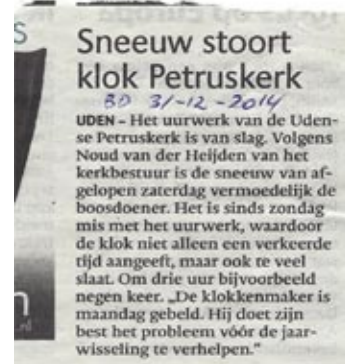 S
Sneeuw stoort
klok Petruskerk
BD 31-12-2014
UDEN – Het uurwerk van de Uden-
se Petruskerk is van slag. Volgens
Noud van der Heijden van het
kerkbestuur is de sneeuw van af-
gelopen zaterdag vermoedelijk de
boosdoener. Het is sinds zondag
mis met het uurwerk, waardoor
de klok niet alleen een verkeerde
tijd aangeeft, maar ook te veel
slaat. Om drie uur bijvoorbeeld
negen keer. „De klokkenmaker is
maandag gebeld. Hij doet zijn
best het probleem vóór de jaar-
wisseling te verhelpen.”
n
.nl